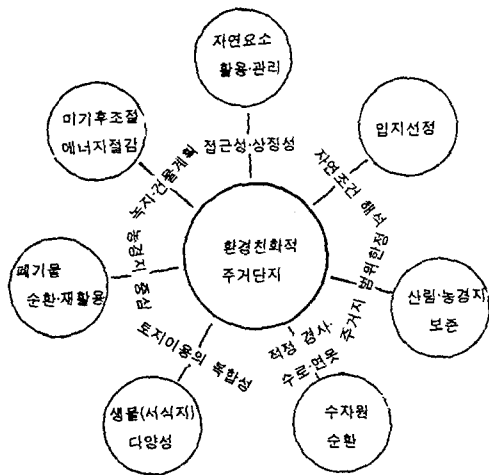 자연요소
활용·관리
미기후조절
에너지절감
접근성·상징성
입지선정
녹지·건물계획
자연조건 해석
환경친화적
주거단지
농경지 중심
주거지 범위한정
폐기물
순환·재활용
산림·농경지
보존
적정 경사·
수로·연못
토지이용의 복합성
생물(서식지)
다양성
수자원
순환